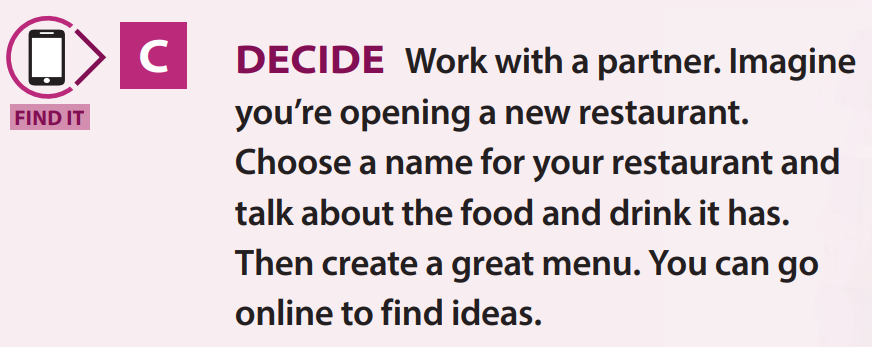 C DECIDE Work with a partner. Imagine
FIND IT you’re opening a new restaurant.
Choose a name for your restaurant and
talk about the food and drink it has.
Then create a great menu. You can go
online to find ideas.